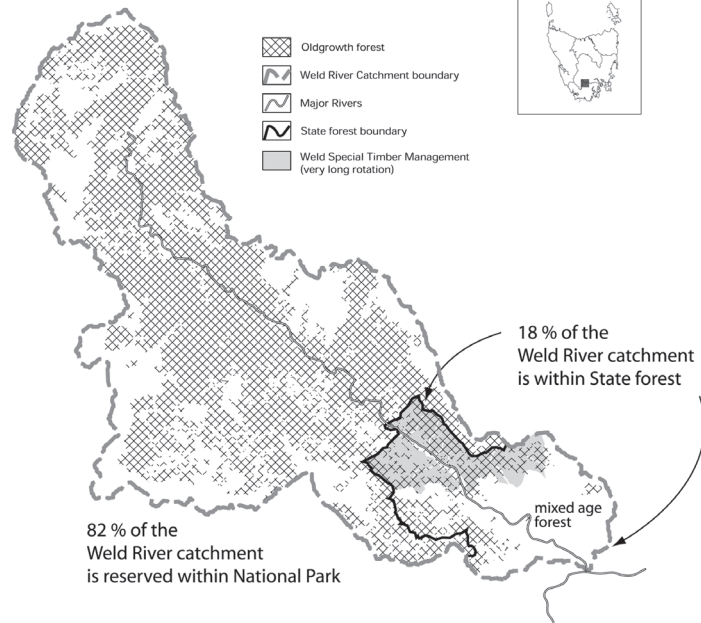 Oldgrowth forest
Weld River Catchment boundary
Major Rivers
State forest boundary
Weld Special Timber Management
(very long rotation)
18 % of the
Weld River catchment
is within State forest
mixed age
forest
82 % of the
Weld River catchment
is reserved within National Park